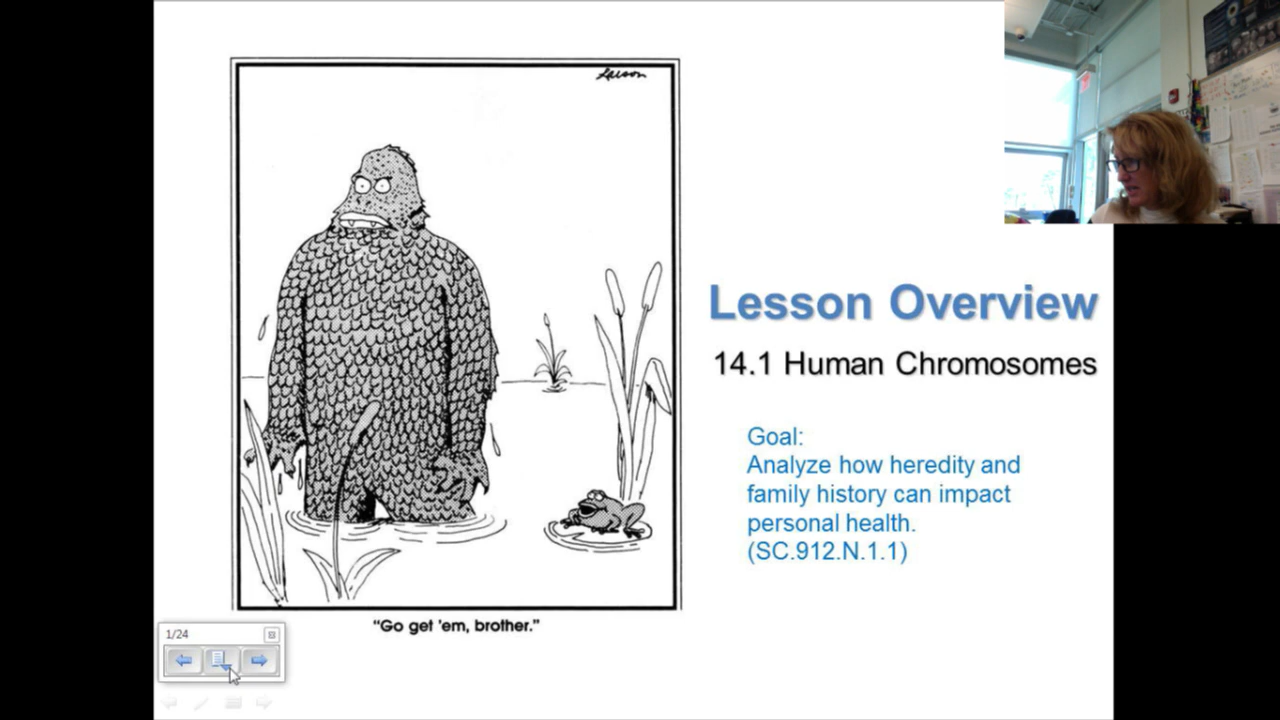 Larson
Lesson Overview
14.1 Human Chromosomes
Goal:
Analyze how heredity and
family history can impact
personal health.
(SC.912.N.1.1)
"Go get 'em, brother."
1/24